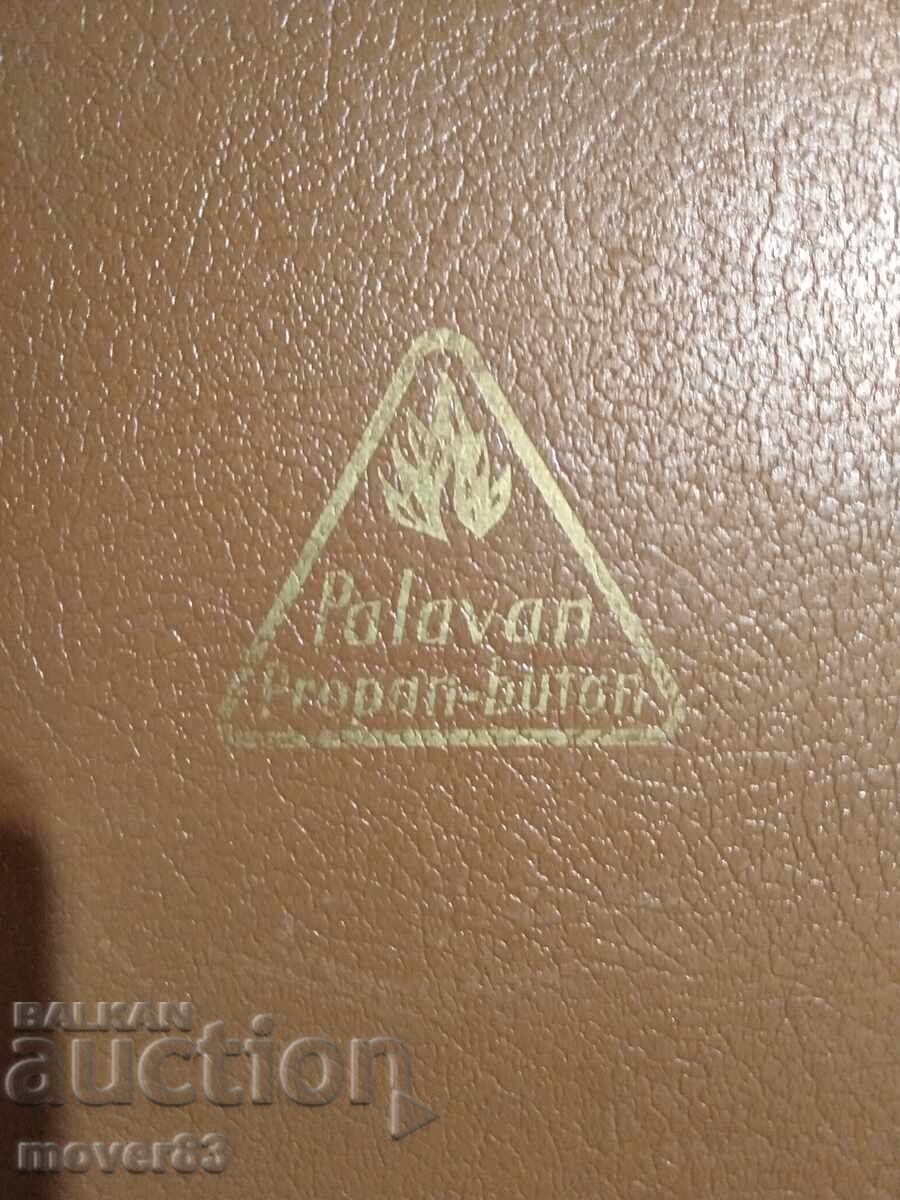 Palavan
Propan-butan
BALKAN
auction
mover83